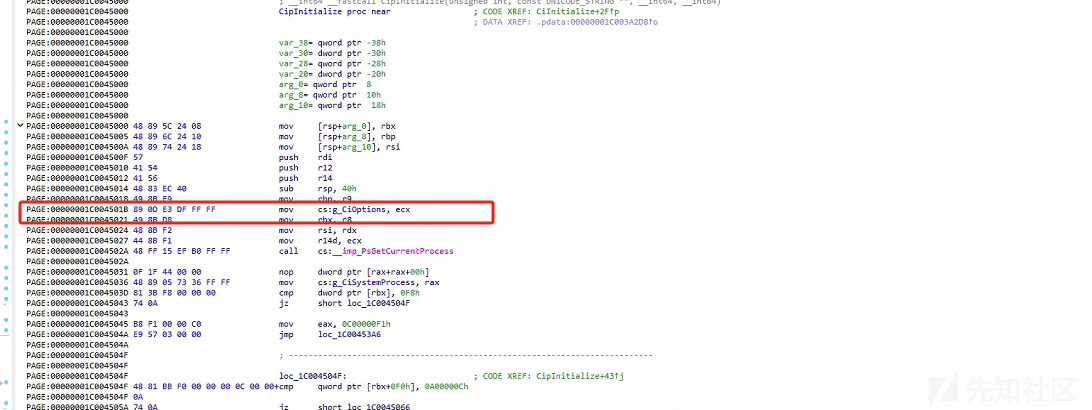 PAGE:00000001C0045000 ; __int64 __fastcall CipInitialize(unsigned int, const UNICODE_STRING *, __int64, __int64)
PAGE:00000001C0045000 CipInitialize proc near ; CODE XREF: CiInitialize+2F↑p
PAGE:00000001C0045000 ; DATA XREF: .pdata:00000001C003A2D8↑o
PAGE:00000001C0045000
PAGE:00000001C0045000 var_38= qword ptr -38h
PAGE:00000001C0045000 var_30= dword ptr -30h
PAGE:00000001C0045000 var_28= qword ptr -28h
PAGE:00000001C0045000 var_20= dword ptr -20h
PAGE:00000001C0045000 arg_0= qword ptr 8
PAGE:00000001C0045000 arg_8= qword ptr 10h
PAGE:00000001C0045000 arg_10= qword ptr 18h
PAGE:00000001C0045000
PAGE:00000001C0045000 48 89 5C 24 08 mov [rsp+arg_0], rbx
PAGE:00000001C0045005 48 89 6C 24 10 mov [rsp+arg_8], rbp
PAGE:00000001C004500A 48 89 74 24 18 mov [rsp+arg_10], rsi
PAGE:00000001C004500F 57 push rdi
PAGE:00000001C0045010 41 54 push r12
PAGE:00000001C0045012 41 56 push r14
PAGE:00000001C0045014 48 83 EC 40 sub rsp, 40h
PAGE:00000001C0045018 49 8B E9 mov rbp, r9
PAGE:00000001C004501B 89 0D E3 DF FF FF mov cs:g_CiOptions, ecx
PAGE:00000001C0045021 49 8B D8 mov rbx, r8
PAGE:00000001C0045024 48 8B F2 mov rsi, rdx
PAGE:00000001C0045027 44 8B F1 mov r14d, ecx
PAGE:00000001C004502A 48 FF 15 EF B0 FF FF call cs:__imp_PsGetCurrentProcess
PAGE:00000001C004502A
PAGE:00000001C0045031 0F 1F 44 00 00 nop dword ptr [rax+rax+00h]
PAGE:00000001C0045036 48 89 05 73 36 FF FF mov cs:g_CiSystemProcess, rax
PAGE:00000001C004503D 81 3B F8 00 00 00 cmp dword ptr [rbx], 0F8h
PAGE:00000001C0045043 74 0A jz short loc_1C004504F
PAGE:00000001C0045043
PAGE:00000001C0045045 B8 F1 00 00 C0 mov eax, 0C00000F1h
PAGE:00000001C004504A E9 57 03 00 00 jmp loc_1C00453A6
PAGE:00000001C004504A
PAGE:00000001C004504F ; ---------------------------------------------------------------------------
PAGE:00000001C004504F
PAGE:00000001C004504F loc_1C004504F: ; CODE XREF: CipInitialize+43↑j
PAGE:00000001C004504F 48 81 BB F0 00 00 00 0C 00 00+cmp qword ptr [rbx+0F0h], 0A00000Ch
PAGE:00000001C004504F 0A
PAGE:00000001C004505A 74 0A jz short loc_1C0045066
先知社区